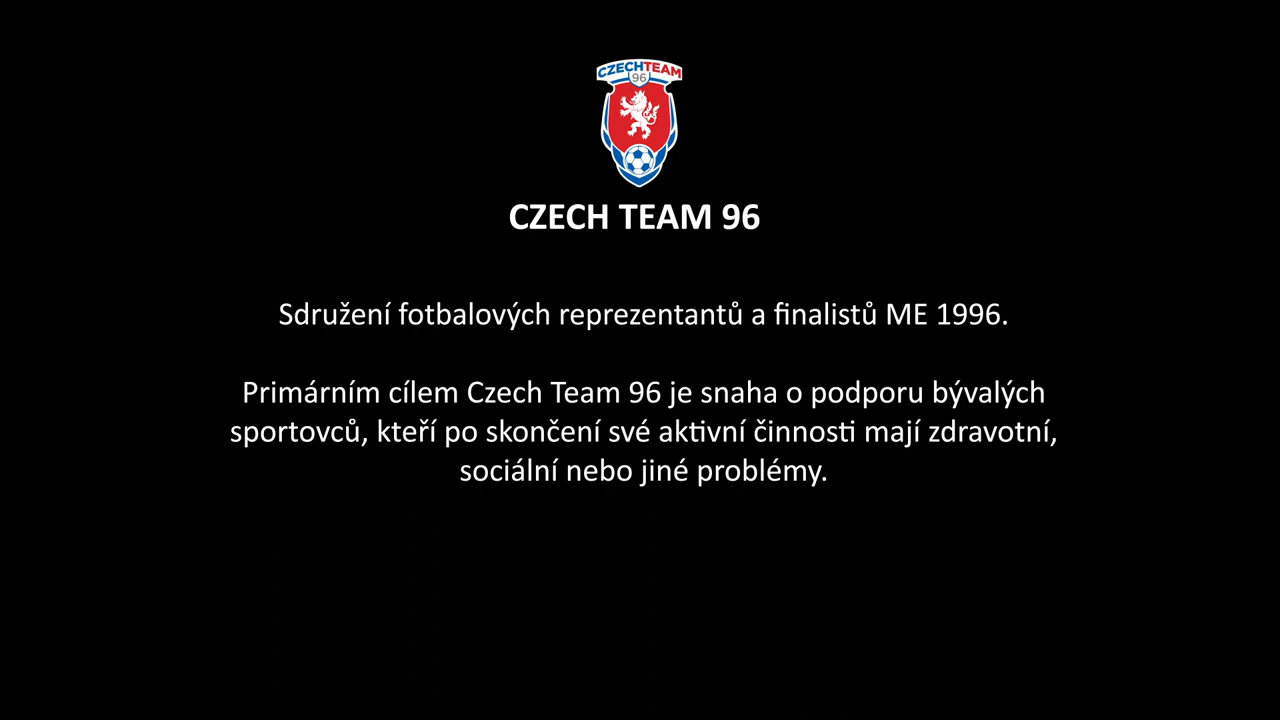 CZECHTEAM
96
CZECH TEAM 96
Sdružení fotbalových reprezentantů a finalistů ME 1996.
Primárním cílem Czech Team 96 je snaha o podporu bývalých
sportovců, kteří po skončení své aktivní činnosti mají zdravotní,
sociální nebo jiné problémy.